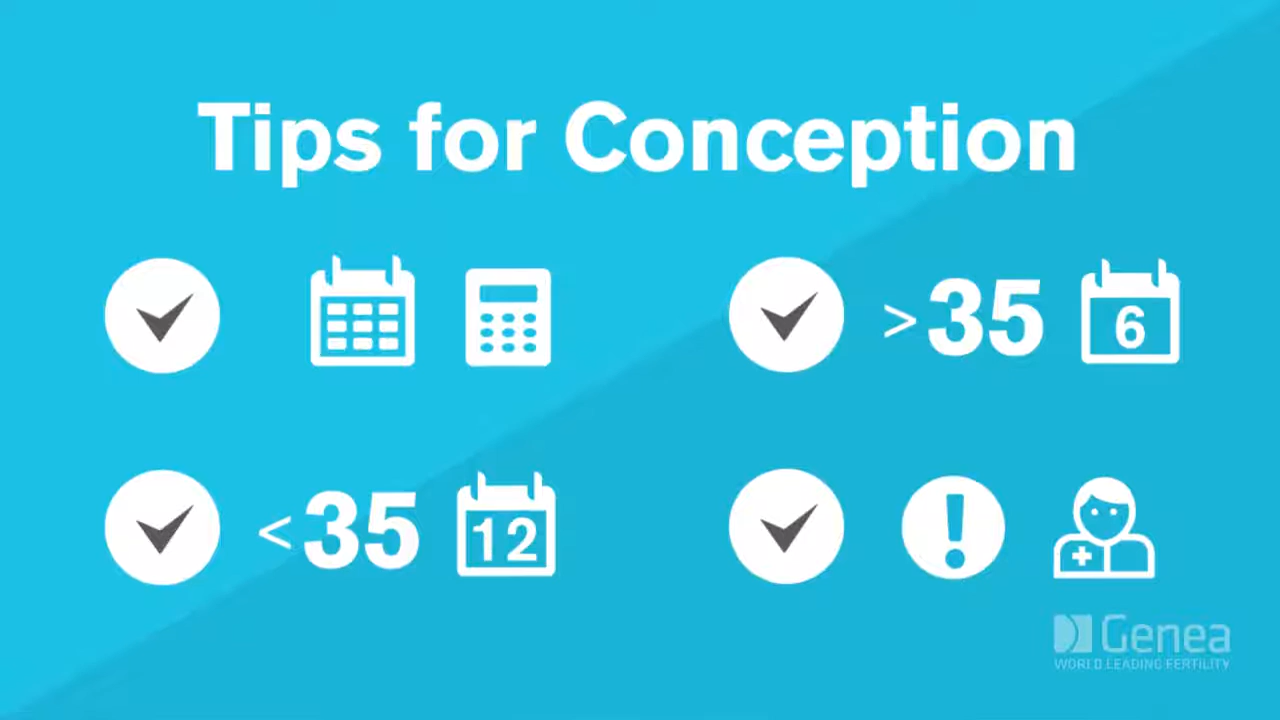 Tips for Conception
>35 6
<35 12
!
Genea
WORLD LEADING FERTILITY